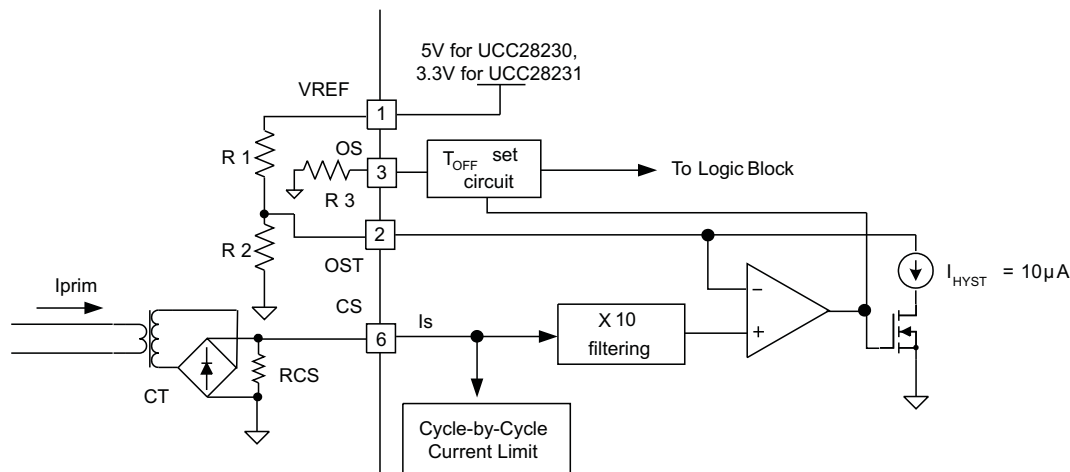 5V for UCC28230,
3.3V for UCC28231
VREF
1
R 1
OS
3
T_OFF set
circuit
To Logic Block
R 3
2
R 2
OST
I_HYST = 10µA
Iprim
CS
6
Is
X 10
filtering
−
+
RCS
CT
Cycle-by-Cycle
Current Limit